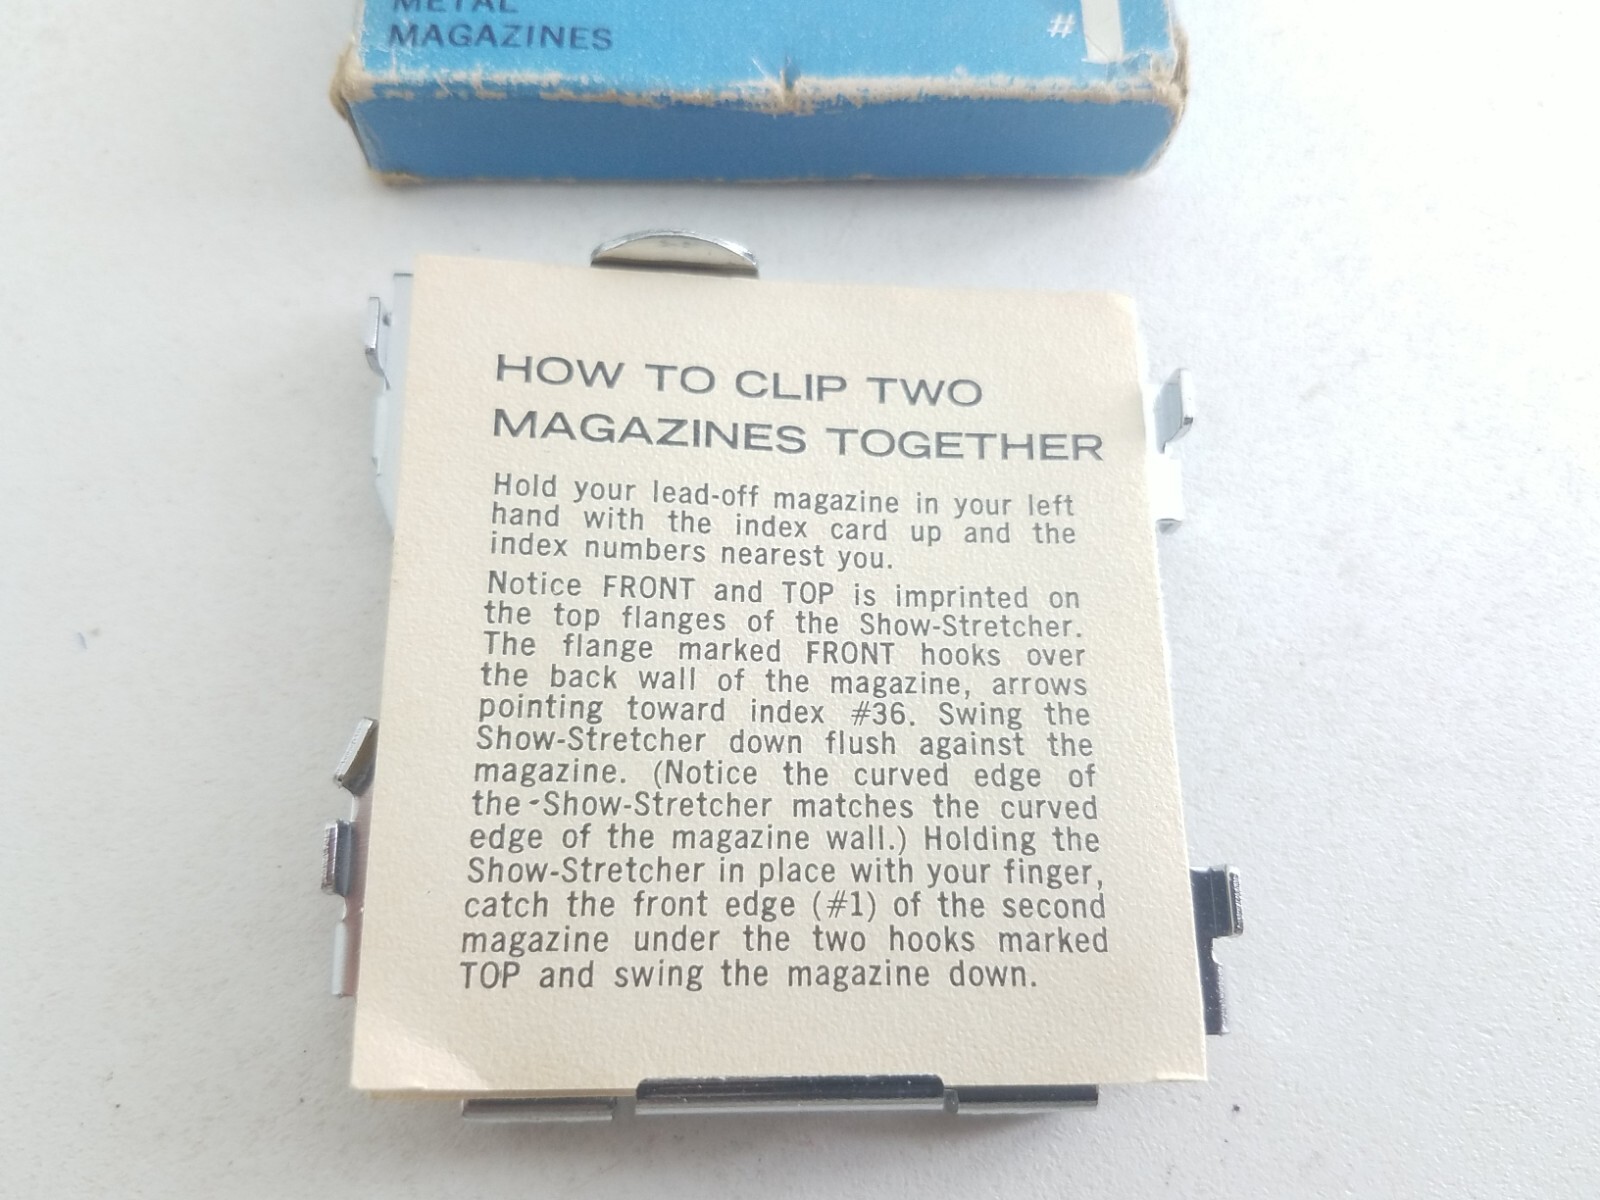 METAL
MAGAZINES
#
HOW TO CLIP TWO
MAGAZINES TOGETHER
Hold your lead-off magazine in your left
hand with the index card up and the
index numbers nearest you.
Notice FRONT and TOP is imprinted on
the top flanges of the Show-Stretcher.
The flange marked FRONT hooks over
the back wall of the magazine, arrows
pointing toward index #36. Swing the
Show-Stretcher down flush against the
magazine. (Notice the curved edge of
the Show-Stretcher matches the curved
edge of the magazine wall.) Holding the
Show-Stretcher in place with your finger,
catch the front edge (#1) of the second
magazine under the two hooks marked
TOP and swing the magazine down.